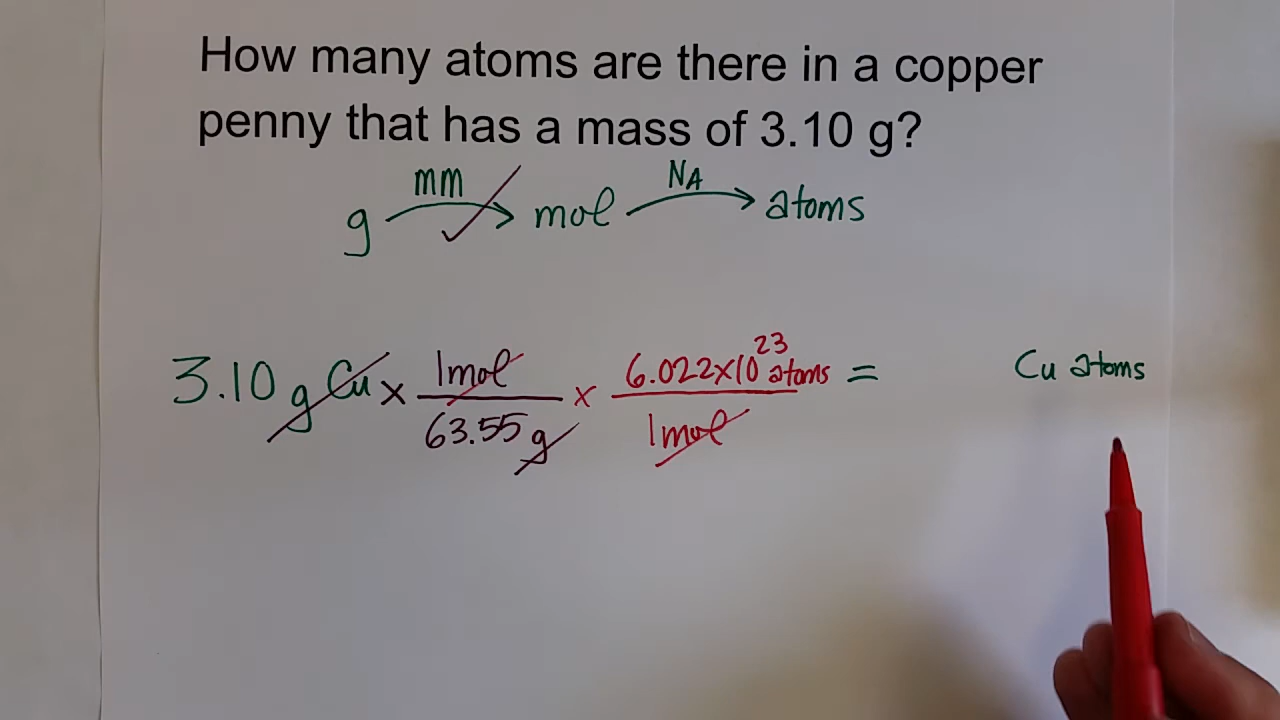 How many atoms are there in a copper
penny that has a mass of 3.10 g?
g MM mol NA atoms
3.10 g Cu x 1mol / 63.55 g x 6.022x10^23 atoms / 1mol = Cu atoms